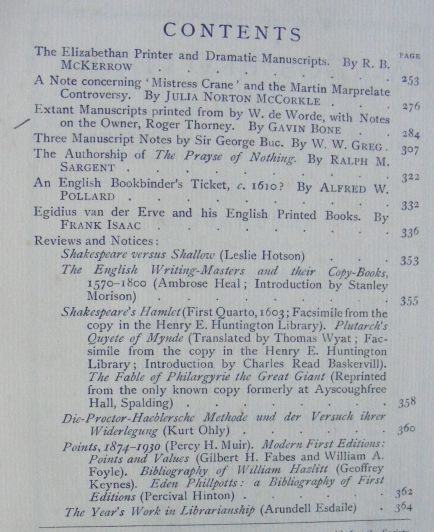 CONTENTS
PAGE
The Elizabethan Printer and Dramatic Manuscripts. By R. B.
McKERROW . . . . . . . 253
A Note concerning 'Mistress Crane' and the Martin Marprelate
Controversy. By JULIA NORTON McCORKLE . . . 276
Extant Manuscripts printed from by W. de Worde, with Notes
on the Owner, Roger Thorney. By GAVIN BONE . . 284
Three Manuscript Notes by Sir George Buc. By W. W. GREG . 307
The Authorship of The Prayse of Nothing. By RALPH M.
SARGENT . . . . . . . 322
An English Bookbinder's Ticket, c. 1610? By ALFRED W.
POLLARD . . . . . . . 332
Egidius van der Erve and his English Printed Books. By
FRANK ISAAC . . . . . . . 336
Reviews and Notices:
Shakespeare versus Shallow (Leslie Hotson) . . . 353
The English Writing-Masters and their Copy-Books,
1570-1800 (Ambrose Heal; Introduction by Stanley
Morison) . . . . . . . 355
Shakespeare's Hamlet (First Quarto, 1603; Facsimile from the
copy in the Henry E. Huntington Library). Plutarch's
Quyete of Mynde (Translated by Thomas Wyat; Fac-
simile from the copy in the Henry E. Huntington
Library; Introduction by Charles Read Baskervill).
The Fable of Philargyrie the Great Giant (Reprinted
from the only known copy formerly at Ayscoughfree
Hall, Spalding) . . . . . . 358
Die-Proctor-Haeblersche Methode und der Versuch ihrer
Widerlegung (Kurt Ohly) . . . . . 360
Points, 1874-1930 (Percy H. Muir). Modern First Editions:
Points and Values (Gilbert H. Fabes and William A.
Foyle). Bibliography of William Hazlitt (Geoffrey
Keynes). Eden Phillpotts: a Bibliography of First
Editions (Percival Hinton) . . . . . 362
The Year's Work in Librarianship (Arundell Esdaile) . 364